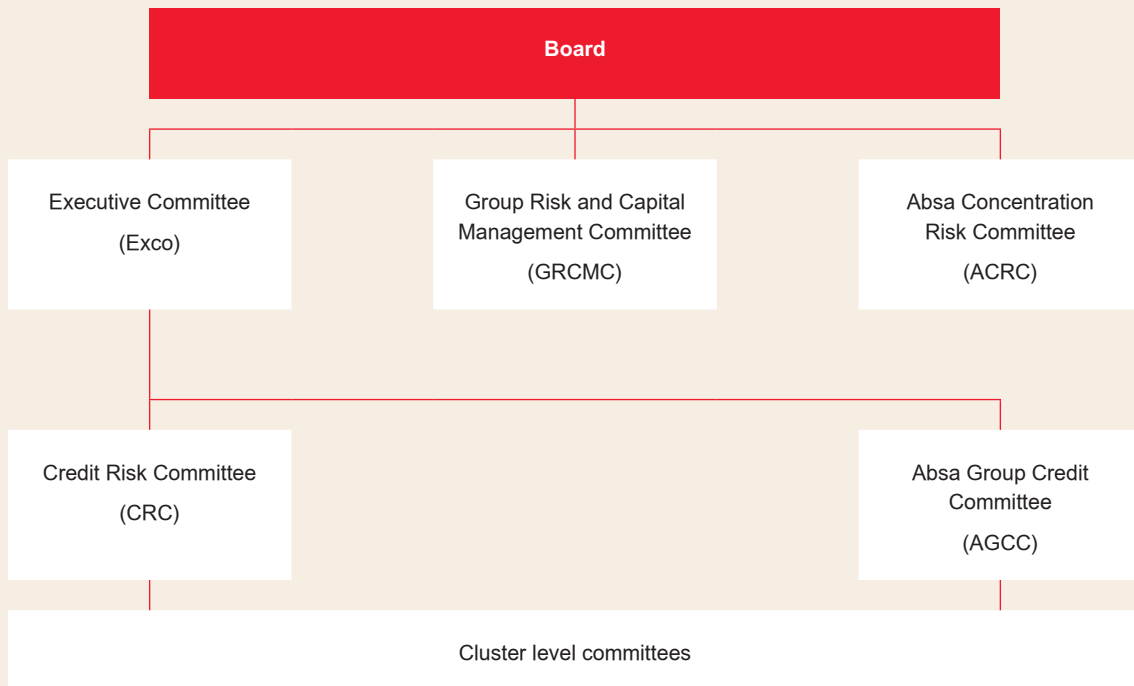 Board
Executive Committee
(Exco)
Group Risk and Capital
Management Committee
(GRCMC)
Absa Concentration
Risk Committee
(ACRC)
Credit Risk Committee
(CRC)
Absa Group Credit
Committee
(AGCC)
Cluster level committees